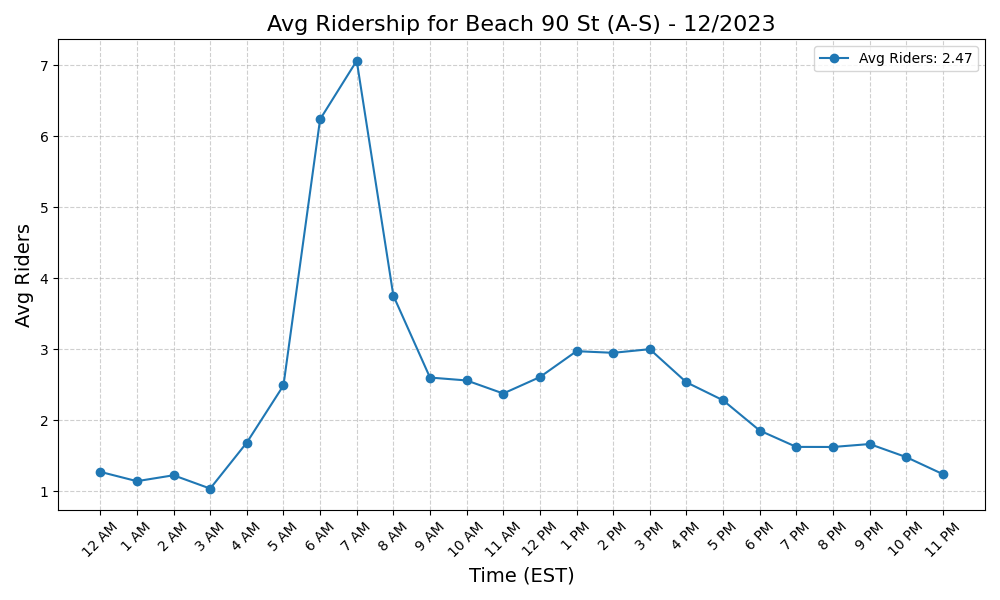 Avg Ridership for Beach 90 St (A-S) - 12/2023
Avg Riders: 2.47
7
6
5
4
3
2
1
Avg Riders
12 AM
1 AM
2 AM
3 AM
4 AM
5 AM
6 AM
7 AM
8 AM
9 AM
10 AM
11 AM
12 PM
1 PM
2 PM
3 PM
4 PM
5 PM
6 PM
7 PM
8 PM
9 PM
10 PM
11 PM
Time (EST)